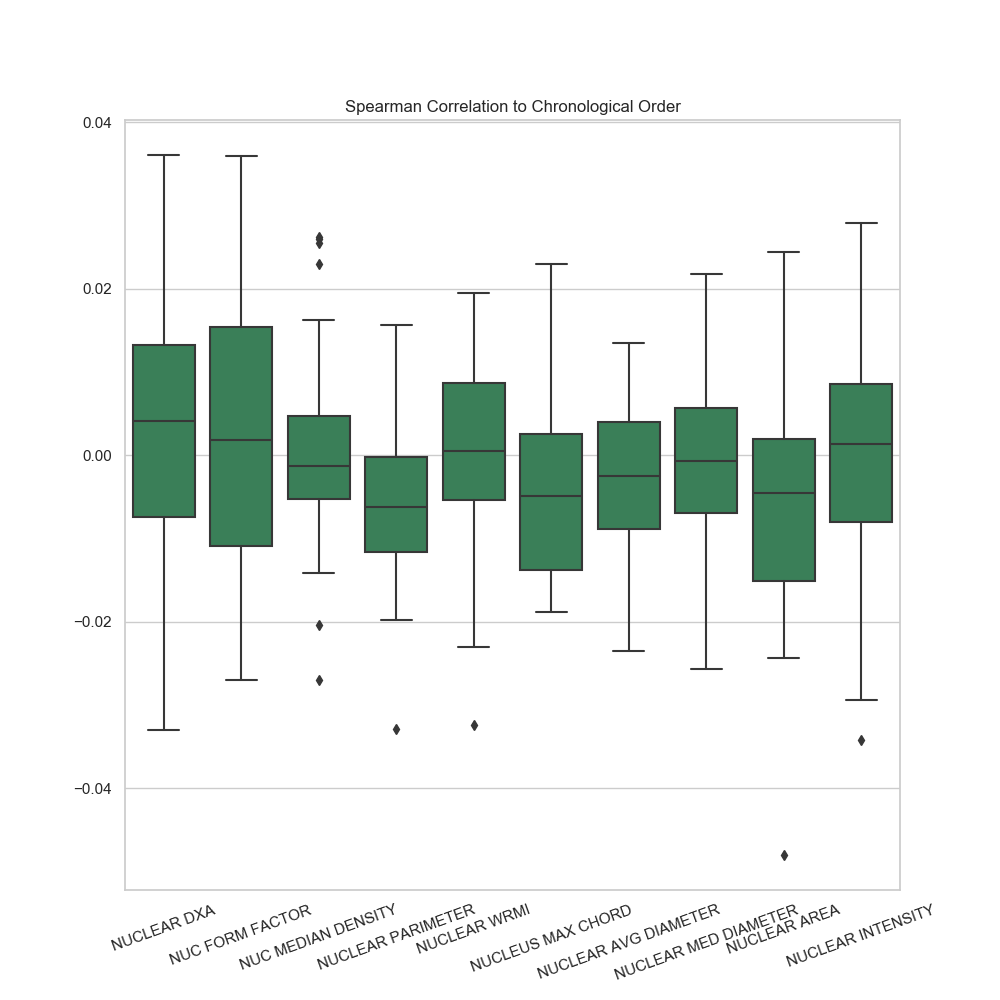 Spearman Correlation to Chronological Order
0.04
0.02
0.00
−0.02
−0.04
NUCLEAR DXA
NUC FORM FACTOR
NUC MEDIAN DENSITY
NUCLEAR PARIMETER
NUCLEAR WRMI
NUCLEUS MAX CHORD
NUCLEAR AVG DIAMETER
NUCLEAR MED DIAMETER
NUCLEAR AREA
NUCLEAR INTENSITY